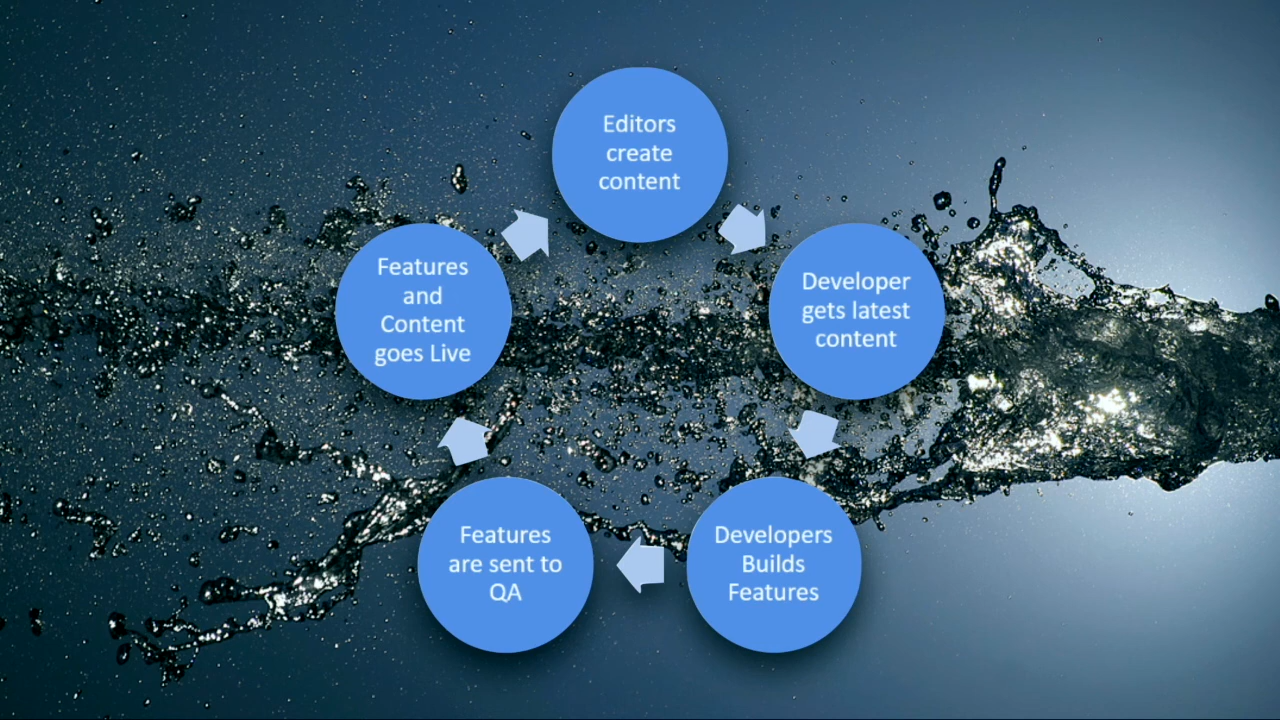 Editors
create
content
Developer
gets latest
content
Developers
Builds
Features
Features
are sent to
QA
Features
and
Content
goes Live